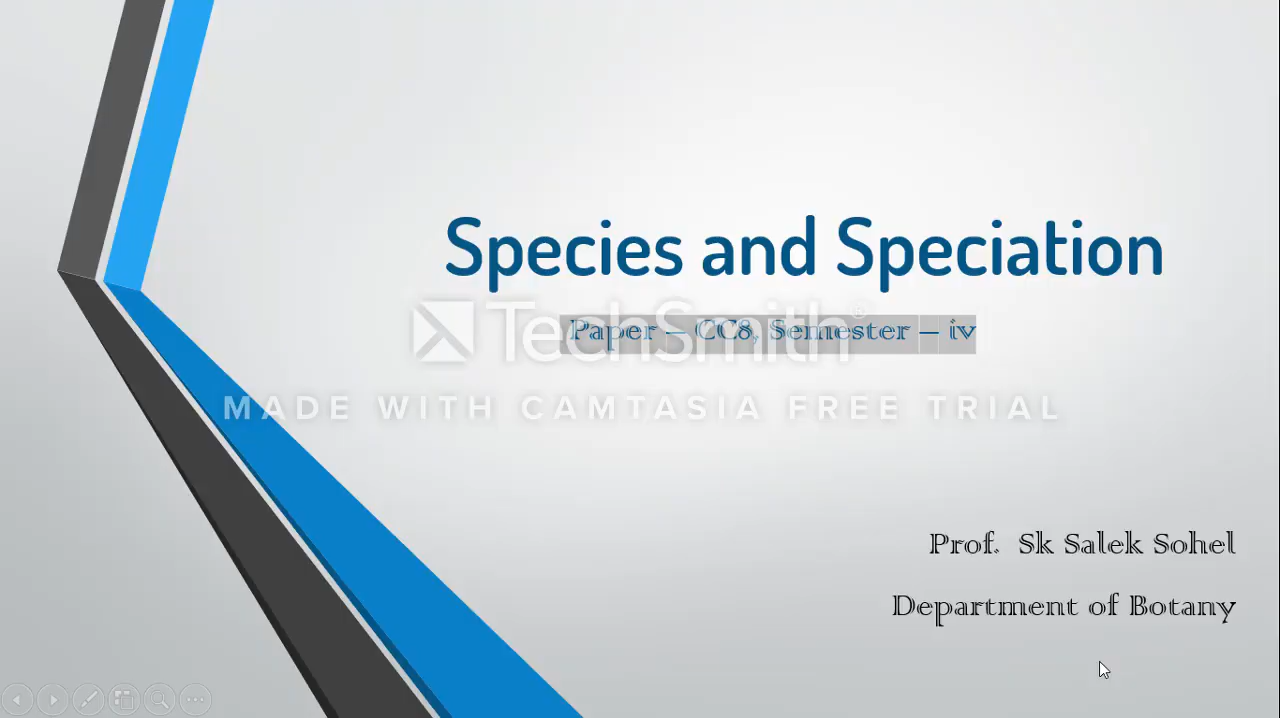 Species and Speciation
Paper – CC8, Semester – iv
TechSmith®
MADE WITH CAMTASIA FREE TRIAL
Prof. Sk Salek Sohel
Department of Botany